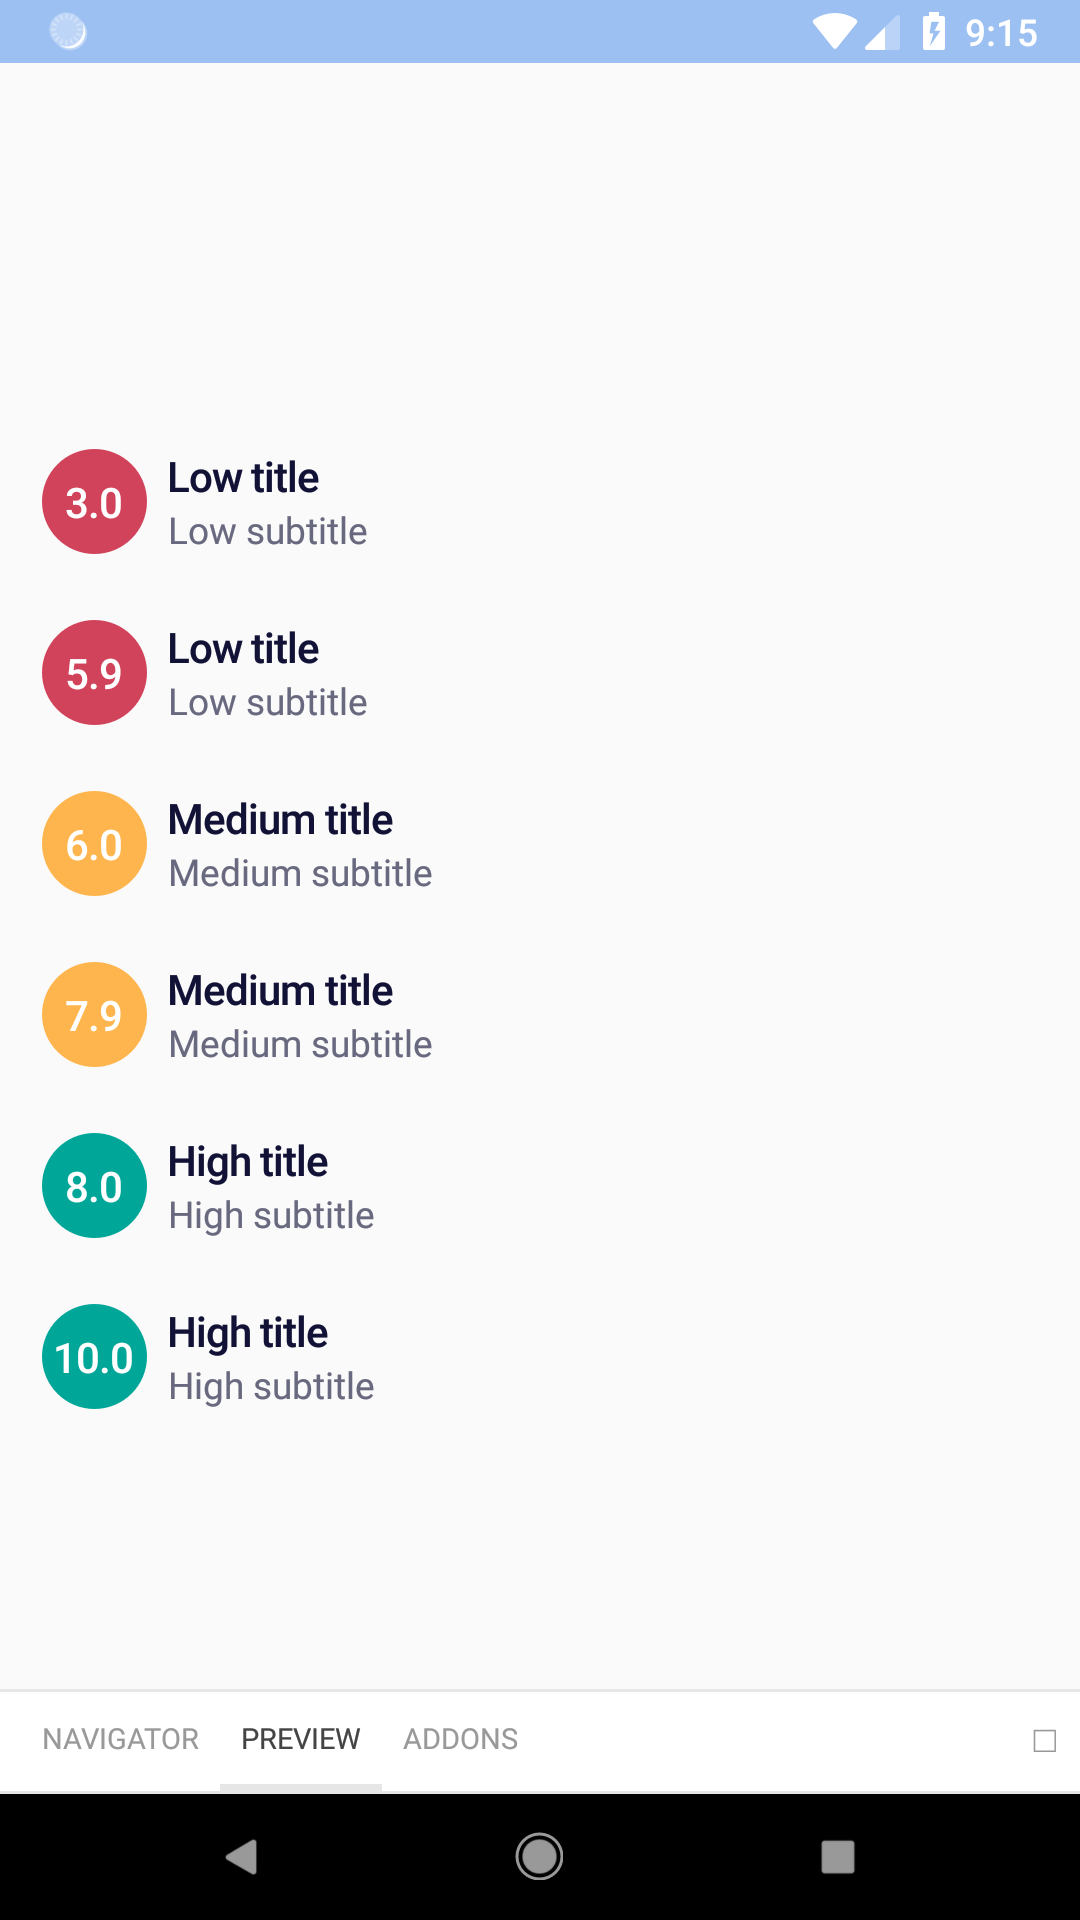 9:15
3.0 Low title
Low subtitle
5.9 Low title
Low subtitle
6.0 Medium title
Medium subtitle
7.9 Medium title
Medium subtitle
8.0 High title
High subtitle
10.0 High title
High subtitle
NAVIGATOR PREVIEW ADDONS